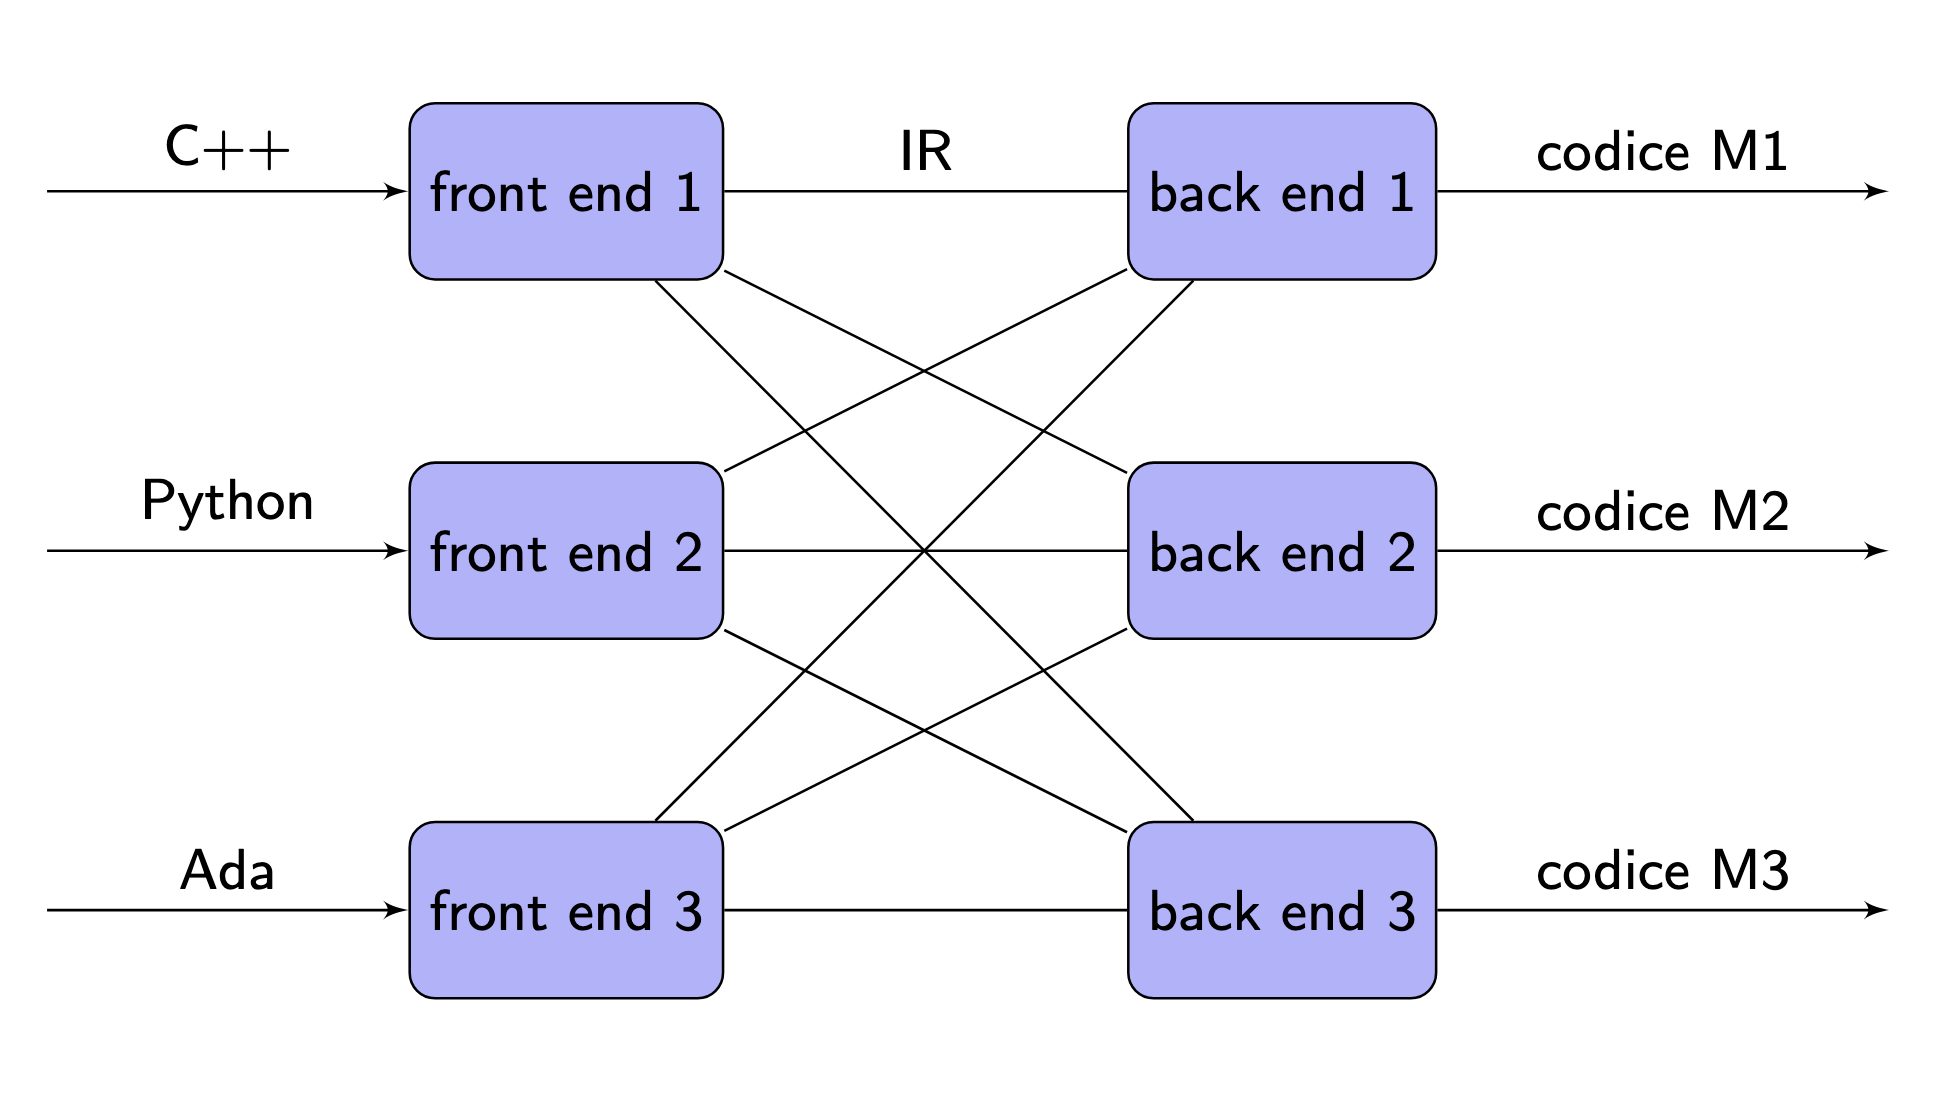 C++
IR
codice M1
front end 1
back end 1
Python
codice M2
front end 2
back end 2
Ada
codice M3
front end 3
back end 3